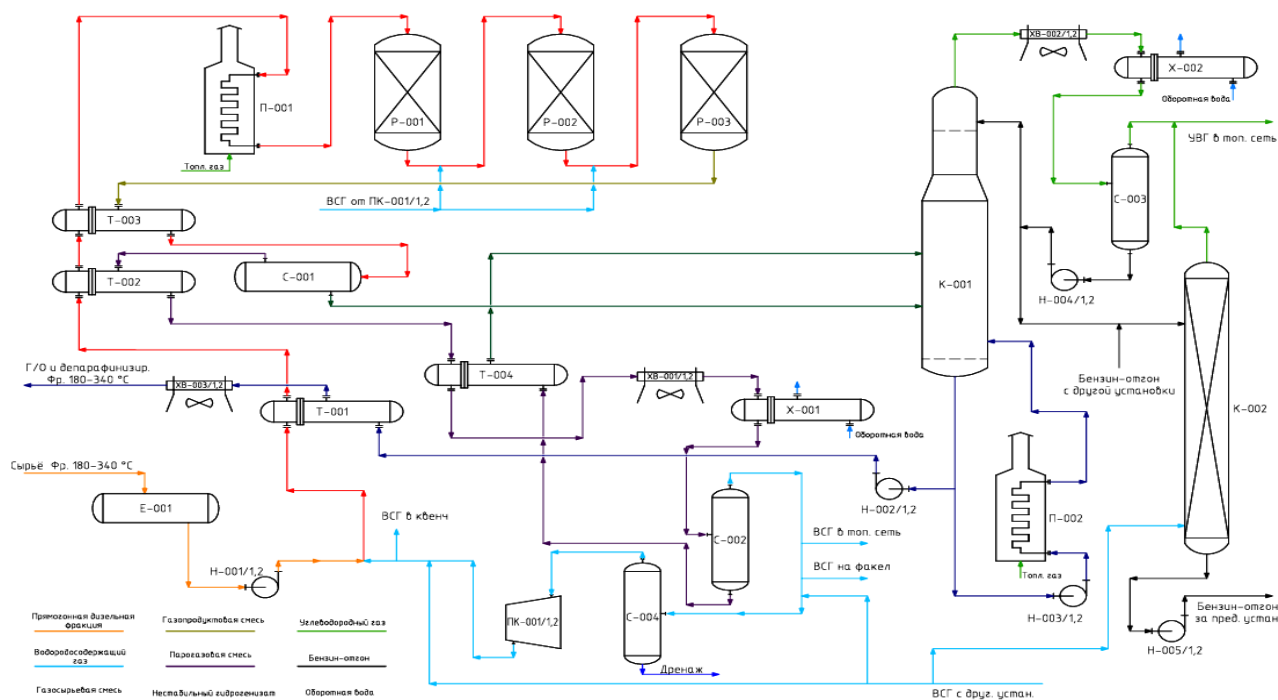 ХВ-002/1,2
Х-002
Оборотная вода
П-001
Р-001
Р-002
Р-003
Топл. газ
УВГ в топ. сеть
С-003
ВСГ от ПК-001/1,2
Т-003
С-001
Т-002
К-001
Н-004/1,2
Г/О и депарафинизир.
Фр. 180-340 °С
ХВ-003/1,2
Т-004
ХВ-001/1,2
Бензин-отгон
с другой установки
Т-001
Х-001
К-002
Оборотная вода
Сырьё Фр. 180-340 °С
Е-001
Н-002/1,2
П-002
ВСГ в квенч
С-002
ВСГ в топ. сеть
Н-001/1,2
ВСГ на факел
Топл. газ
ПК-001/1,2
С-004
Н-003/1,2
Бензин-отгон
за пред. устан
Н-005/1,2
Дренаж
ВСГ с друг. устан.
Прямогонная дизельная
фракция
Газопродуктовая смесь
Углеводородный газ
Водородосодержащий
газ
Парогазовая смесь
Бензин-отгон
Газосырьевая смесь
Нестабильный гидрогенизат
Оборотная вода